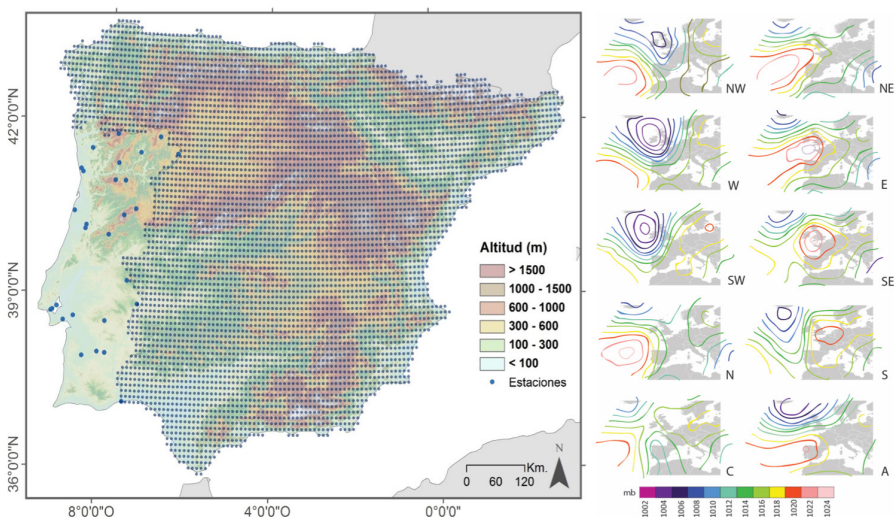 42°0'0"N
39°0'0"N
36°0'0"N
8°0'0"O
4°0'0"O
0°0'0"O
Altitud (m)
> 1500
1000 - 1500
600 - 1000
300 - 600
100 - 300
< 100
Estaciones
N
Km.
0 60 120
NW
NE
W
E
SW
SE
N
S
C
A
mb
1002
1004
1006
1008
1010
1012
1014
1016
1018
1020
1022
1024